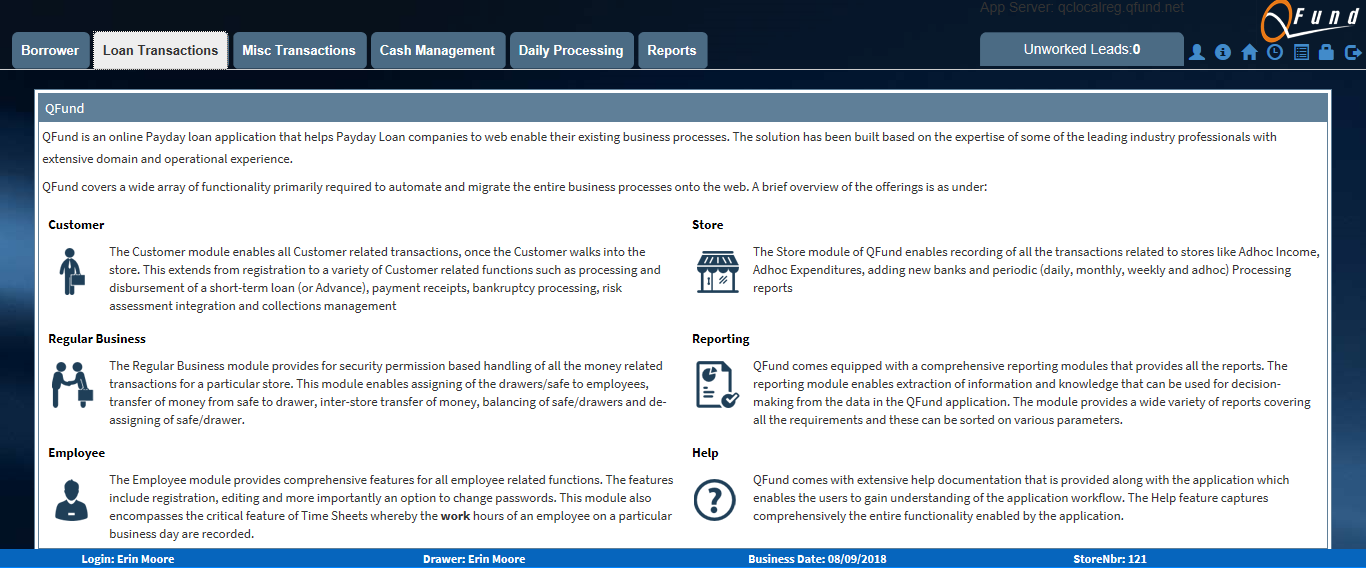 App Server: qclocalreg.qfund.net
QFund
Borrower
Loan Transactions
Misc Transactions
Cash Management
Daily Processing
Reports
Unworked Leads:0
QFund
QFund is an online Payday loan application that helps Payday Loan companies to web enable their existing business processes. The solution has been built based on the expertise of some of the leading industry professionals with
extensive domain and operational experience.
QFund covers a wide array of functionality primarily required to automate and migrate the entire business processes onto the web. A brief overview of the offerings is as under:
Customer
The Customer module enables all Customer related transactions, once the Customer walks into the
store. This extends from registration to a variety of Customer related functions such as processing and
disbursement of a short-term loan (or Advance), payment receipts, bankruptcy processing, risk
assessment integration and collections management
Store
The Store module of QFund enables recording of all the transactions related to stores like Adhoc Income,
Adhoc Expenditures, adding new banks and periodic (daily, monthly, weekly and adhoc) Processing
reports
Regular Business
The Regular Business module provides for security permission based handling of all the money related
transactions for a particular store. This module enables assigning of the drawers/safe to employees,
transfer of money from safe to drawer, inter-store transfer of money, balancing of safe/drawers and de-
assigning of safe/drawer.
Reporting
QFund comes equipped with a comprehensive reporting modules that provides all the reports. The
reporting module enables extraction of information and knowledge that can be used for decision-
making from the data in the QFund application. The module provides a wide variety of reports covering
all the requirements and these can be sorted on various parameters.
Employee
The Employee module provides comprehensive features for all employee related functions. The features
include registration, editing and more importantly an option to change passwords. This module also
encompasses the critical feature of Time Sheets whereby the work hours of an employee on a particular
business day are recorded.
Help
QFund comes with extensive help documentation that is provided along with the application which
enables the users to gain understanding of the application workflow. The Help feature captures
comprehensively the entire functionality enabled by the application.
Login: Erin Moore
Drawer: Erin Moore
Business Date: 08/09/2018
StoreNbr: 121